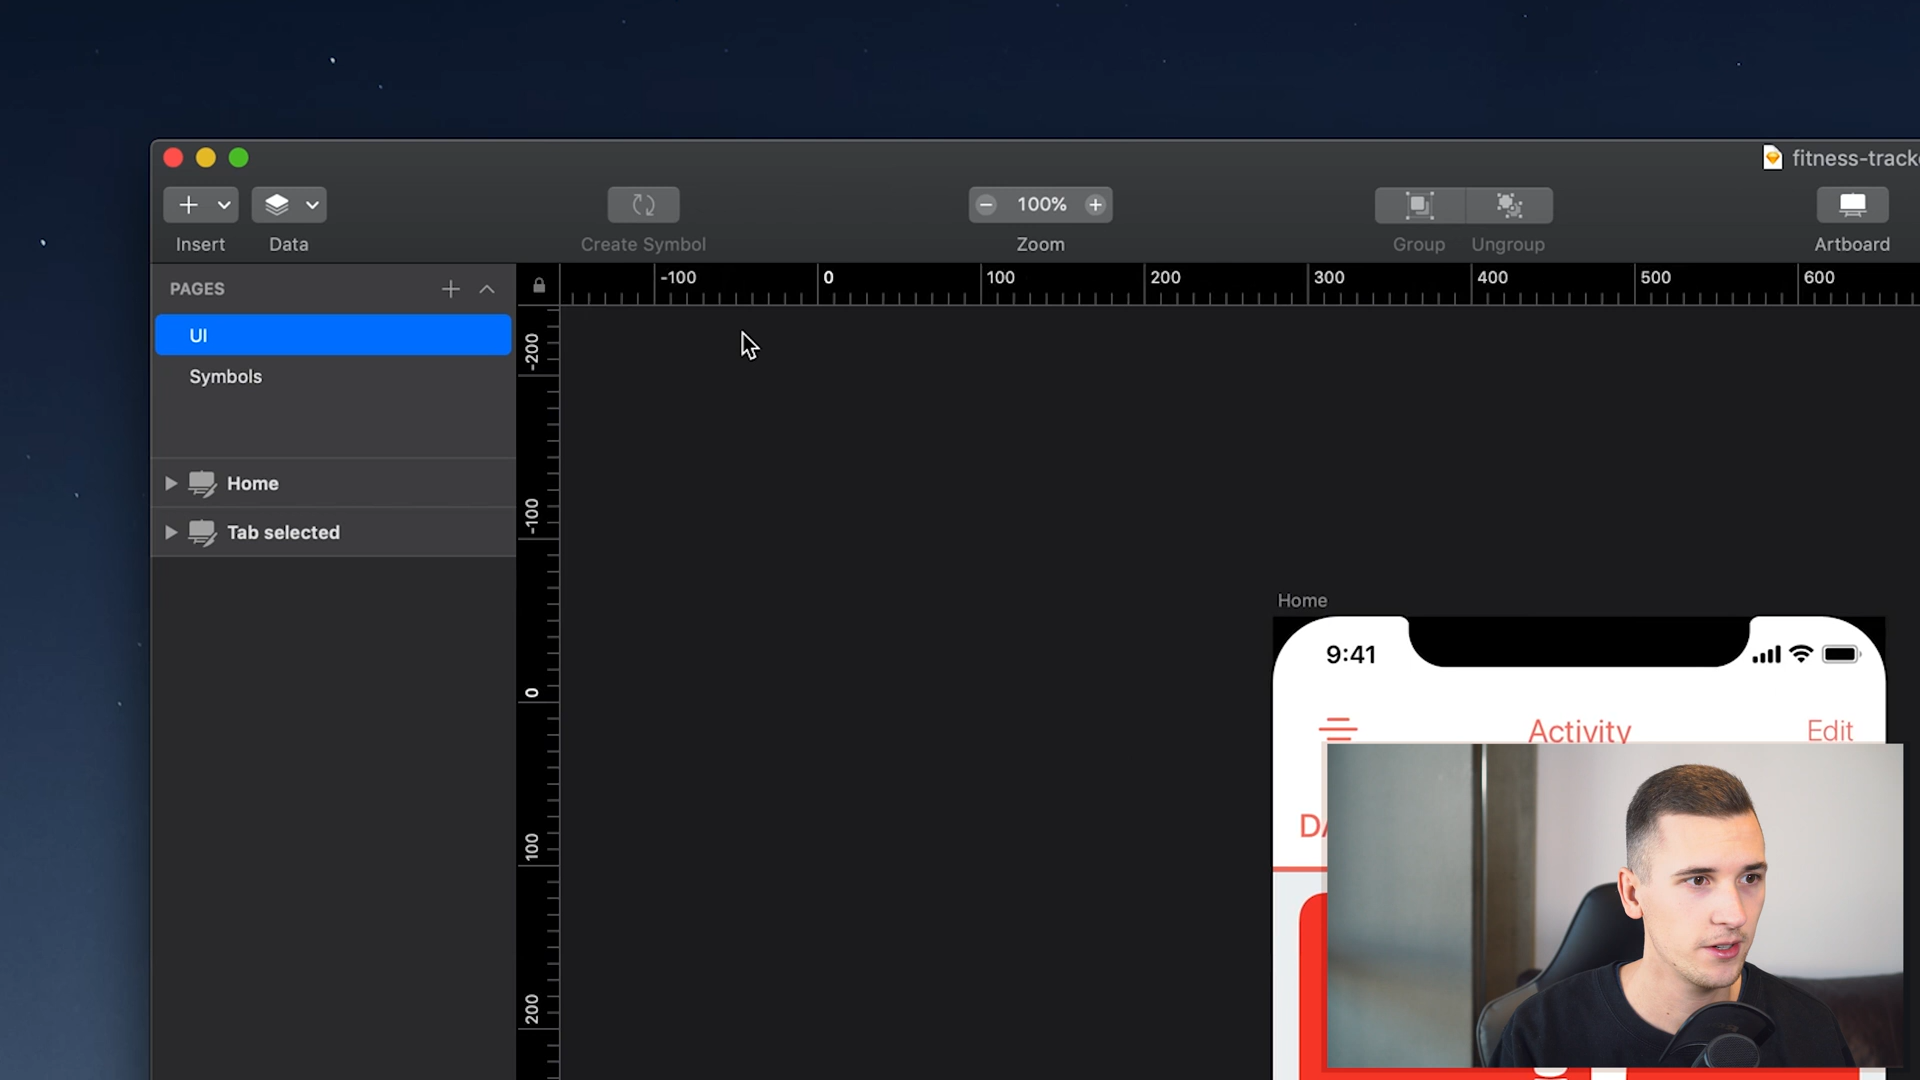 fitness-track
Insert
Data
Create Symbol
100%
Zoom
Group
Ungroup
Artboard
PAGES
-100
0
100
200
300
400
500
600
UI
Symbols
Home
Tab selected
-200
-100
0
100
200
Home
9:41
Activity
Edit
DA